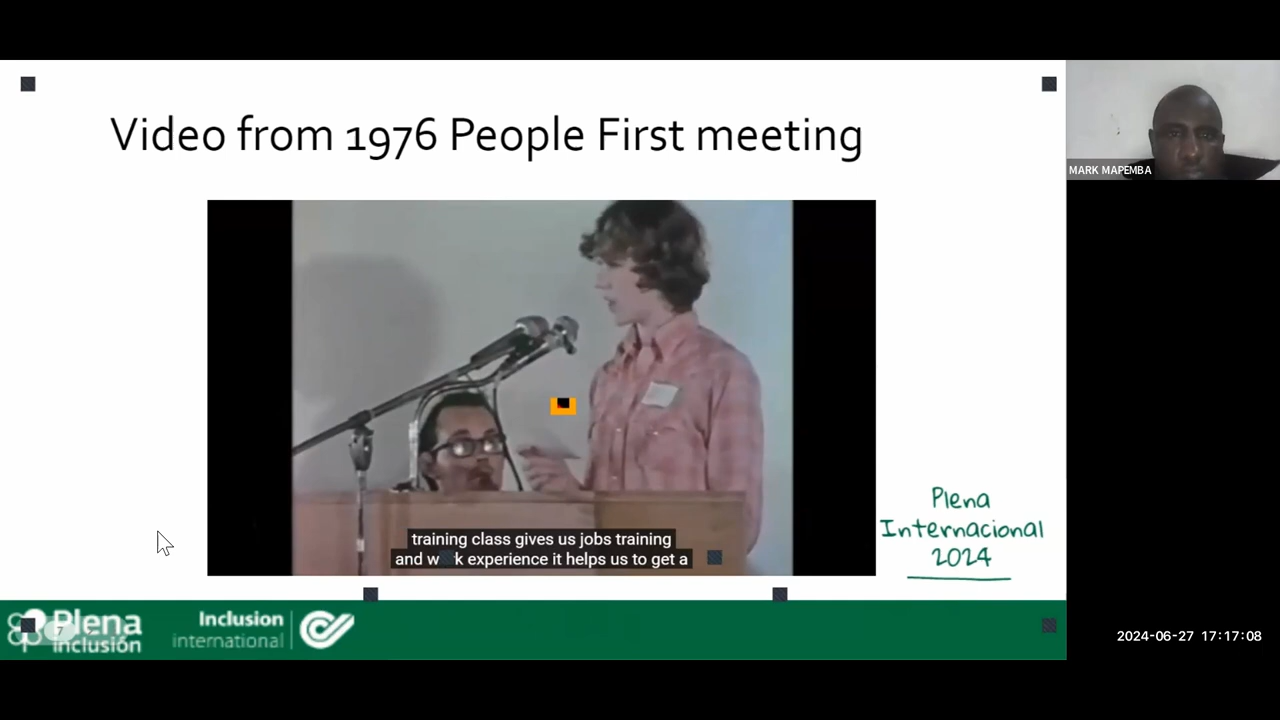 Video from 1976 People First meeting
MARK MAPEMBA
training class gives us jobs training
and w k experience it helps us to get a
Plena
Internacional
2024
Plena
inclusión
Inclusion
international
7
2024-06-27 17:17:08